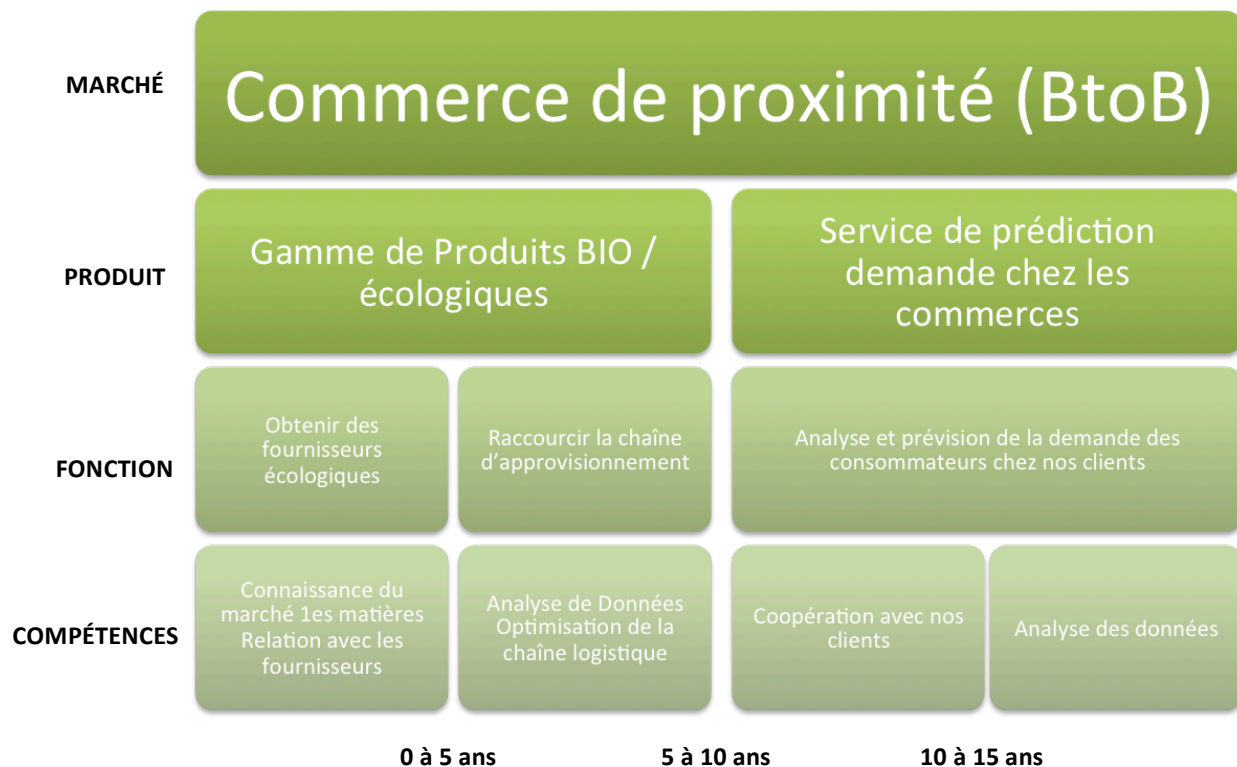 MARCHÉ
Commerce de proximité (BtoB)
PRODUIT
Gamme de Produits BIO /
écologiques
Service de prédiction
demande chez les
commerces
FONCTION
Obtenir des
fournisseurs
écologiques
Raccourcir la chaîne
d’approvisionnement
Analyse et prévision de la demande des
consommateurs chez nos clients
COMPÉTENCES
Connaissance du
marché 1es matières
Relation avec les
fournisseurs
Analyse de Données
Optimisation de la
chaîne logistique
Coopération avec nos
clients
Analyse des données
0 à 5 ans
5 à 10 ans
10 à 15 ans